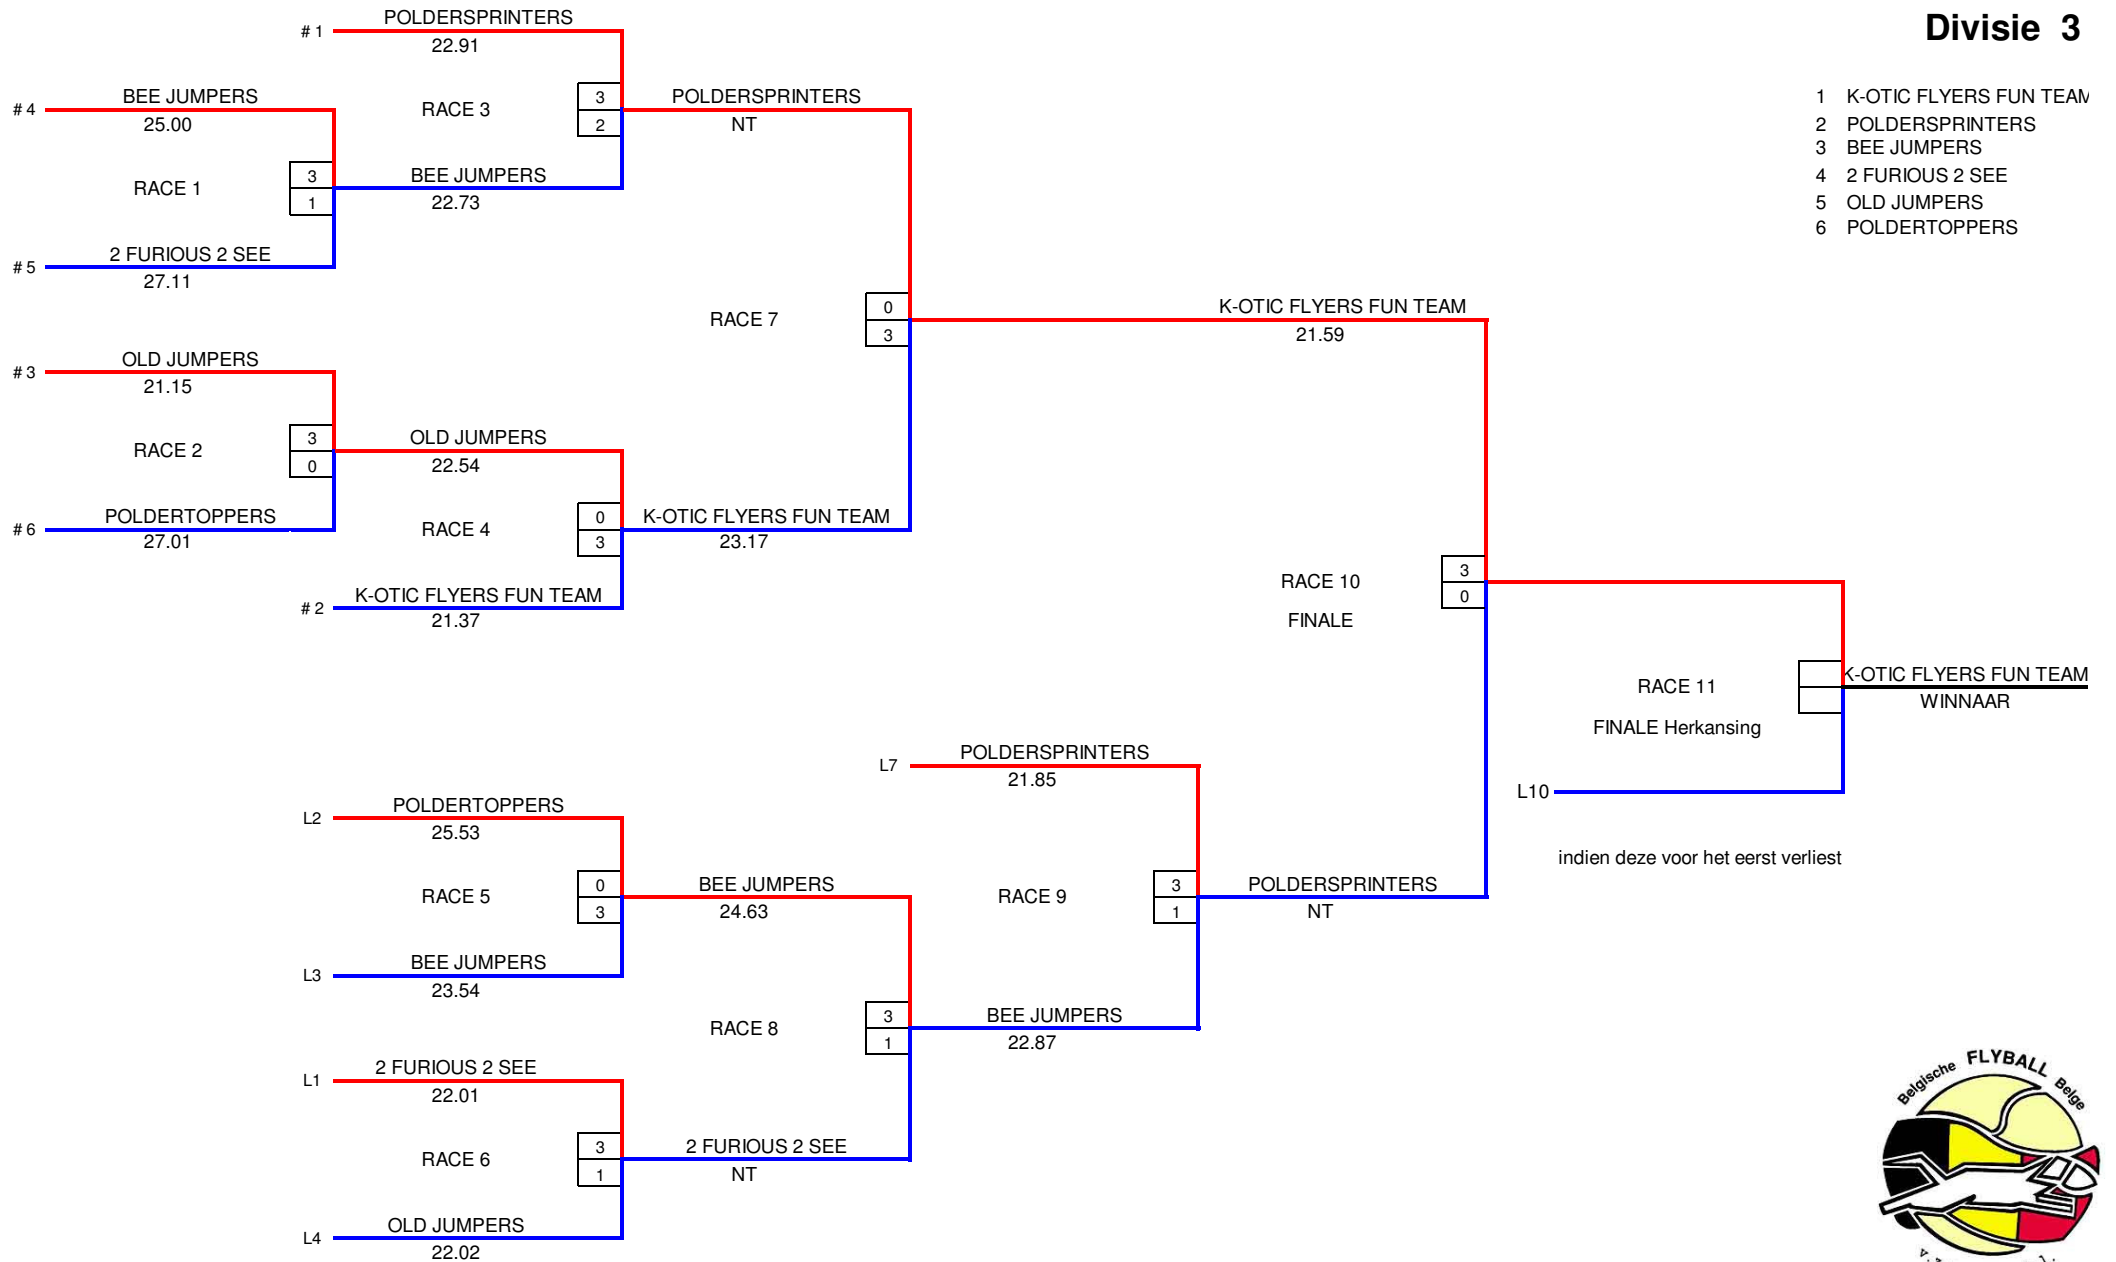 Divisie 3
1 K-OTIC FLYERS FUN TEAM
2 POLDERSPRINTERS
3 BEE JUMPERS
4 2 FURIOUS 2 SEE
5 OLD JUMPERS
6 POLDERTOPPERS
# 1 POLDERSPRINTERS
22.91
# 4 BEE JUMPERS
25.00
RACE 3 3
2
POLDERSPRINTERS
NT
RACE 1 3
1
BEE JUMPERS
22.73
# 5 2 FURIOUS 2 SEE
27.11
RACE 7 0
3
K-OTIC FLYERS FUN TEAM
21.59
# 3 OLD JUMPERS
21.15
RACE 2 3
0
OLD JUMPERS
22.54
# 6 POLDERTOPPERS
27.01
RACE 4 0
3
K-OTIC FLYERS FUN TEAM
23.17
# 2 K-OTIC FLYERS FUN TEAM
21.37
RACE 10 3
0
FINALE
RACE 11
FINALE Herkansing
K-OTIC FLYERS FUN TEAM
WINNAAR
L10
indien deze voor het eerst verliest
L7 POLDERSPRINTERS
21.85
L2 POLDERTOPPERS
25.53
RACE 5 0
3
BEE JUMPERS
24.63
RACE 9 3
1
POLDERSPRINTERS
NT
L3 BEE JUMPERS
23.54
RACE 8 3
1
BEE JUMPERS
22.87
L1 2 FURIOUS 2 SEE
22.01
RACE 6 3
1
2 FURIOUS 2 SEE
NT
L4 OLD JUMPERS
22.02
Belgische FLYBALL Belge